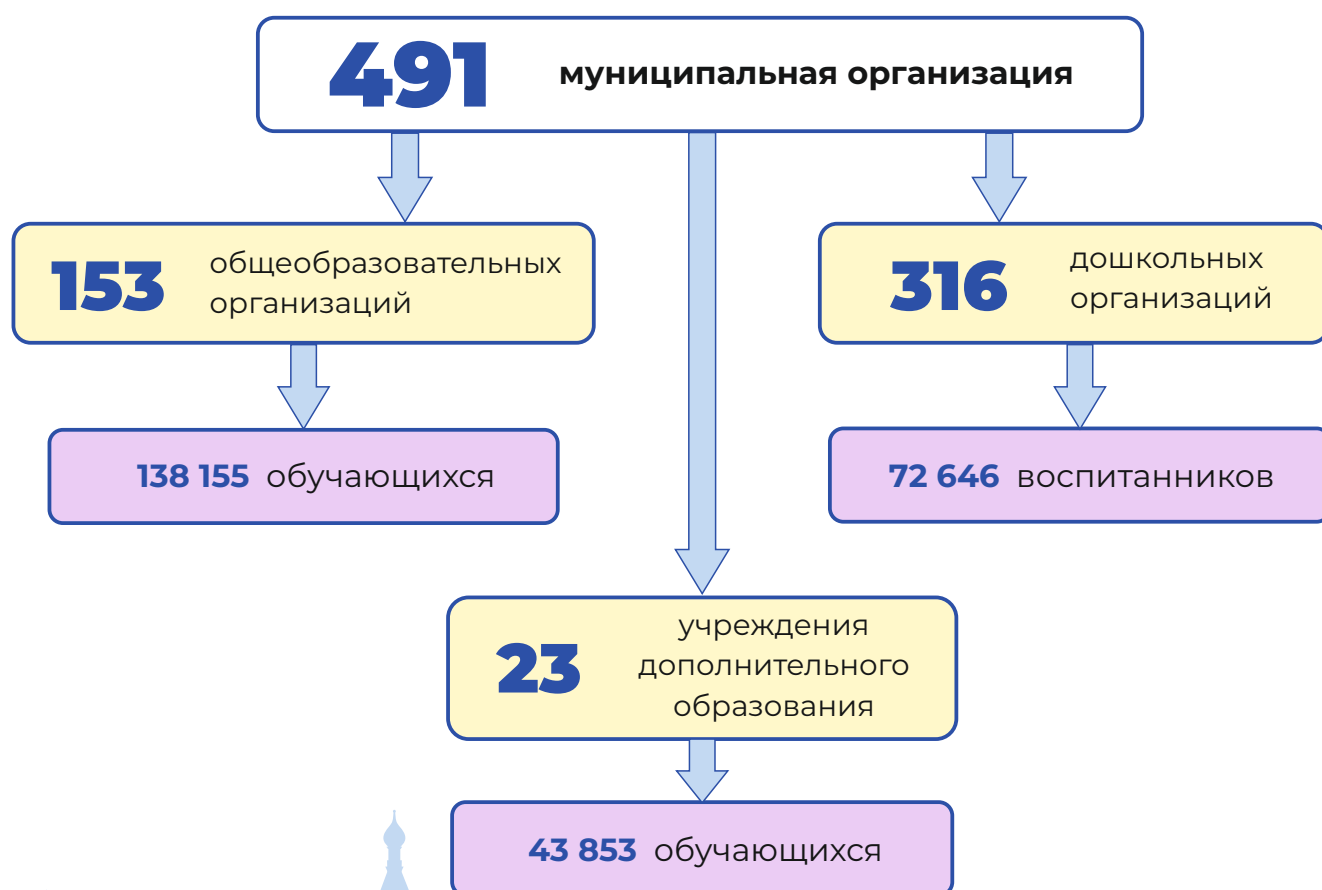 491 муниципальная организация
153 общеобразовательных
организаций
316 дошкольных
организаций
138 155 обучающихся
72 646 воспитанников
23 учреждения
дополнительного
образования
43 853 обучающихся